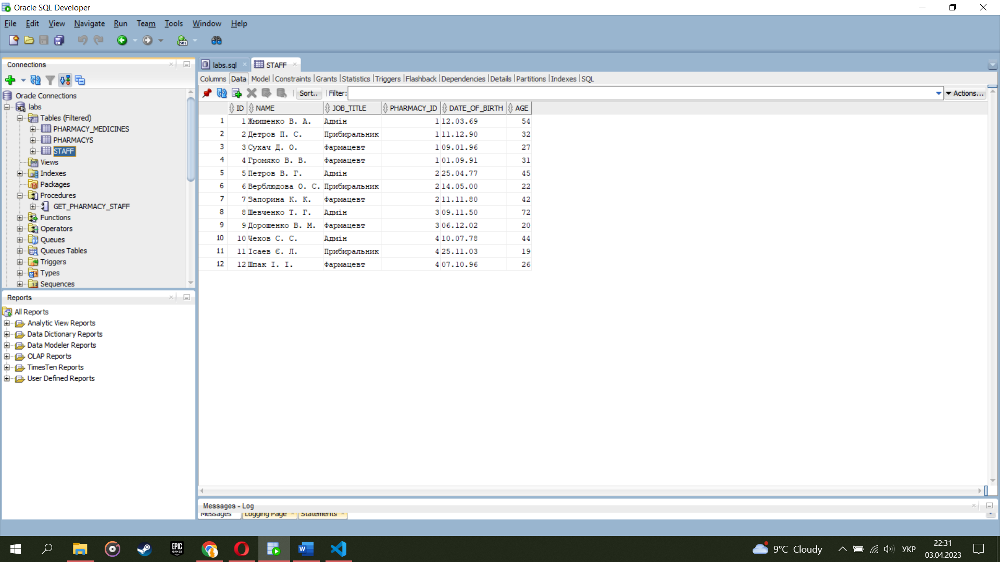 Oracle SQL Developer
File Edit View Navigate Run Team Tools Window Help
Connections
Oracle Connections
labs
Tables (Filtered)
PHARMACY_MEDICINES
PHARMACYS
STAFF
Views
Indexes
Packages
Procedures
GET_PHARMACY_STAFF
Functions
Operators
Queues
Queues Tables
Triggers
Types
Sequences
Reports
All Reports
Analytic View Reports
Data Dictionary Reports
Data Modeler Reports
OLAP Reports
TimesTen Reports
User Defined Reports
labs.sql STAFF
Columns Data Model Constraints Grants Statistics Triggers Flashback Dependencies Details Partitions Indexes SQL
Sort.. Filter: Actions...
ID NAME JOB_TITLE PHARMACY_ID DATE_OF_BIRTH AGE
1 1 Жмишенко В. А. Адмін 1 12.03.69 54
2 2 Детров П. С. Прибиральник 1 11.12.90 32
3 3 Сухач Д. О. Фармацевт 1 09.01.96 27
4 4 Громяко В. В. Фармацевт 1 01.09.91 31
5 5 Петров В. Г. Адмін 2 25.04.77 45
6 6 Верблюдова О. С. Прибиральник 2 14.05.00 22
7 7 Запорина К. К. Фармацевт 2 11.11.80 42
8 8 Шевченко Т. Г. Адмін 3 09.11.50 72
9 9 Дорошенко В. М. Фармацевт 3 06.12.02 20
10 10 Чехов С. С. Адмін 4 10.07.78 44
11 11 Ісаев Є. Л. Прибиральник 4 25.11.03 19
12 12 Шпак І. І. Фармацевт 4 07.10.96 26
Messages - Log
Messages Logging Page Statements
EPIC GAMES
9°C Cloudy
УКР
22:31
03.04.2023